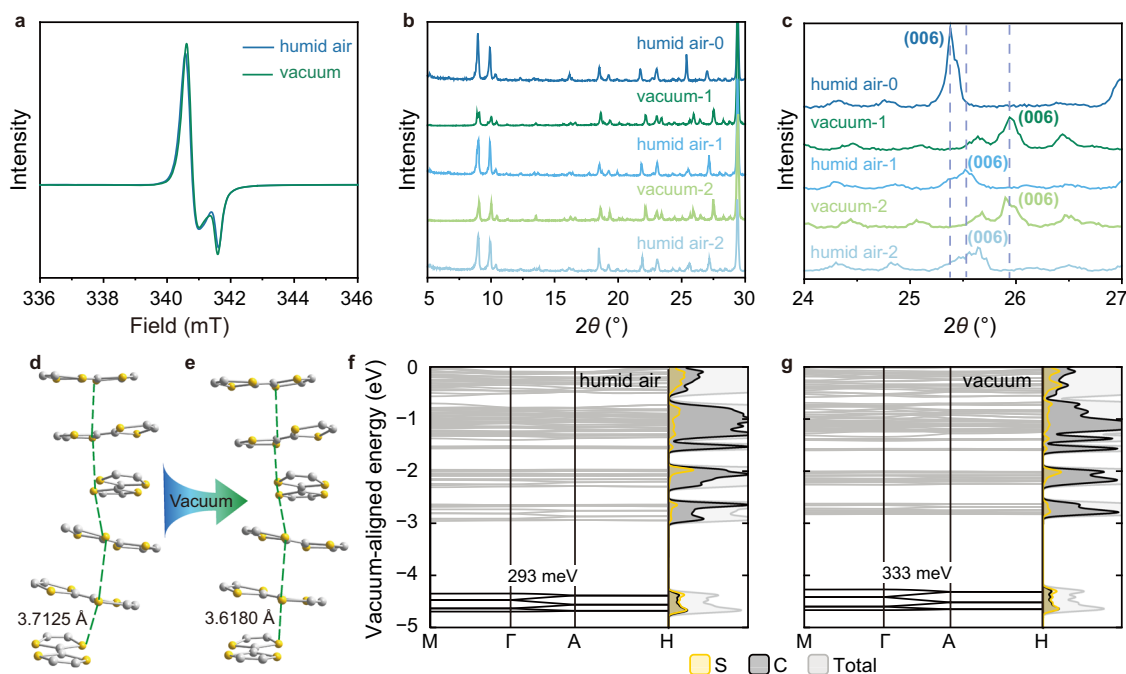 a
humid air
vacuum
Intensity
336 338 340 342 344 346
Field (mT)
b
humid air-0
vacuum-1
humid air-1
vacuum-2
humid air-2
Intensity
5 10 15 20 25 30
2θ (°)
c
(006)
humid air-0
vacuum-1
(006)
humid air-1
(006)
vacuum-2
(006)
humid air-2
(006)
Intensity
24 25 26 27
2θ (°)
d
3.7125 Å
Vacuum
e
3.6180 Å
f
humid air
Vacuum-aligned energy (eV)
0
−1
−2
−3
−4
−5
293 meV
M Γ A H
g
vacuum
333 meV
M Γ A H
S C Total